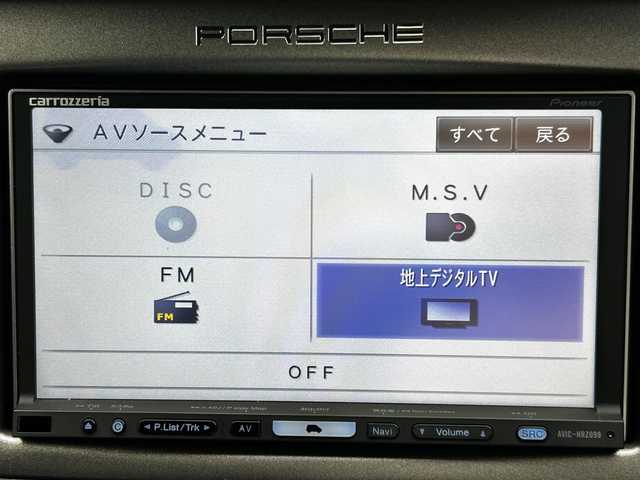 PORSCHE
carrozzeria Pioneer
AVソースメニュー すべて 戻る
DISC M.S.V
FM 地上デジタルTV
FM
OFF
P.List/Trk AV Navi Volume SRC AVIC-HRZ099